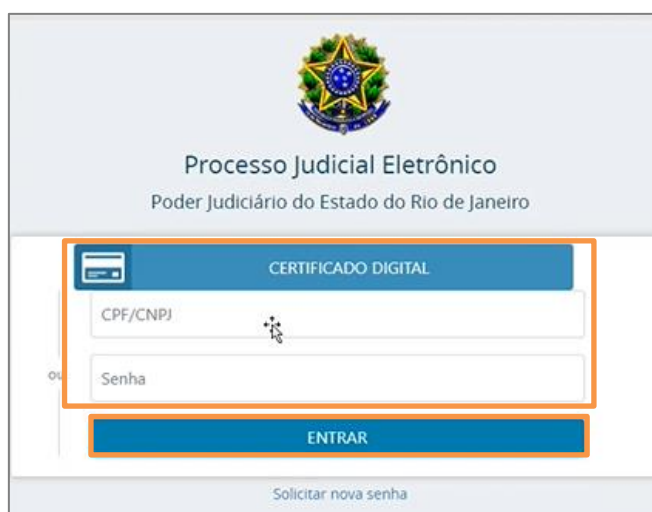 Processo Judicial Eletrônico
Poder Judiciário do Estado do Rio de Janeiro
CERTIFICADO DIGITAL
CPF/CNPJ
ou
Senha
ENTRAR
Solicitar nova senha